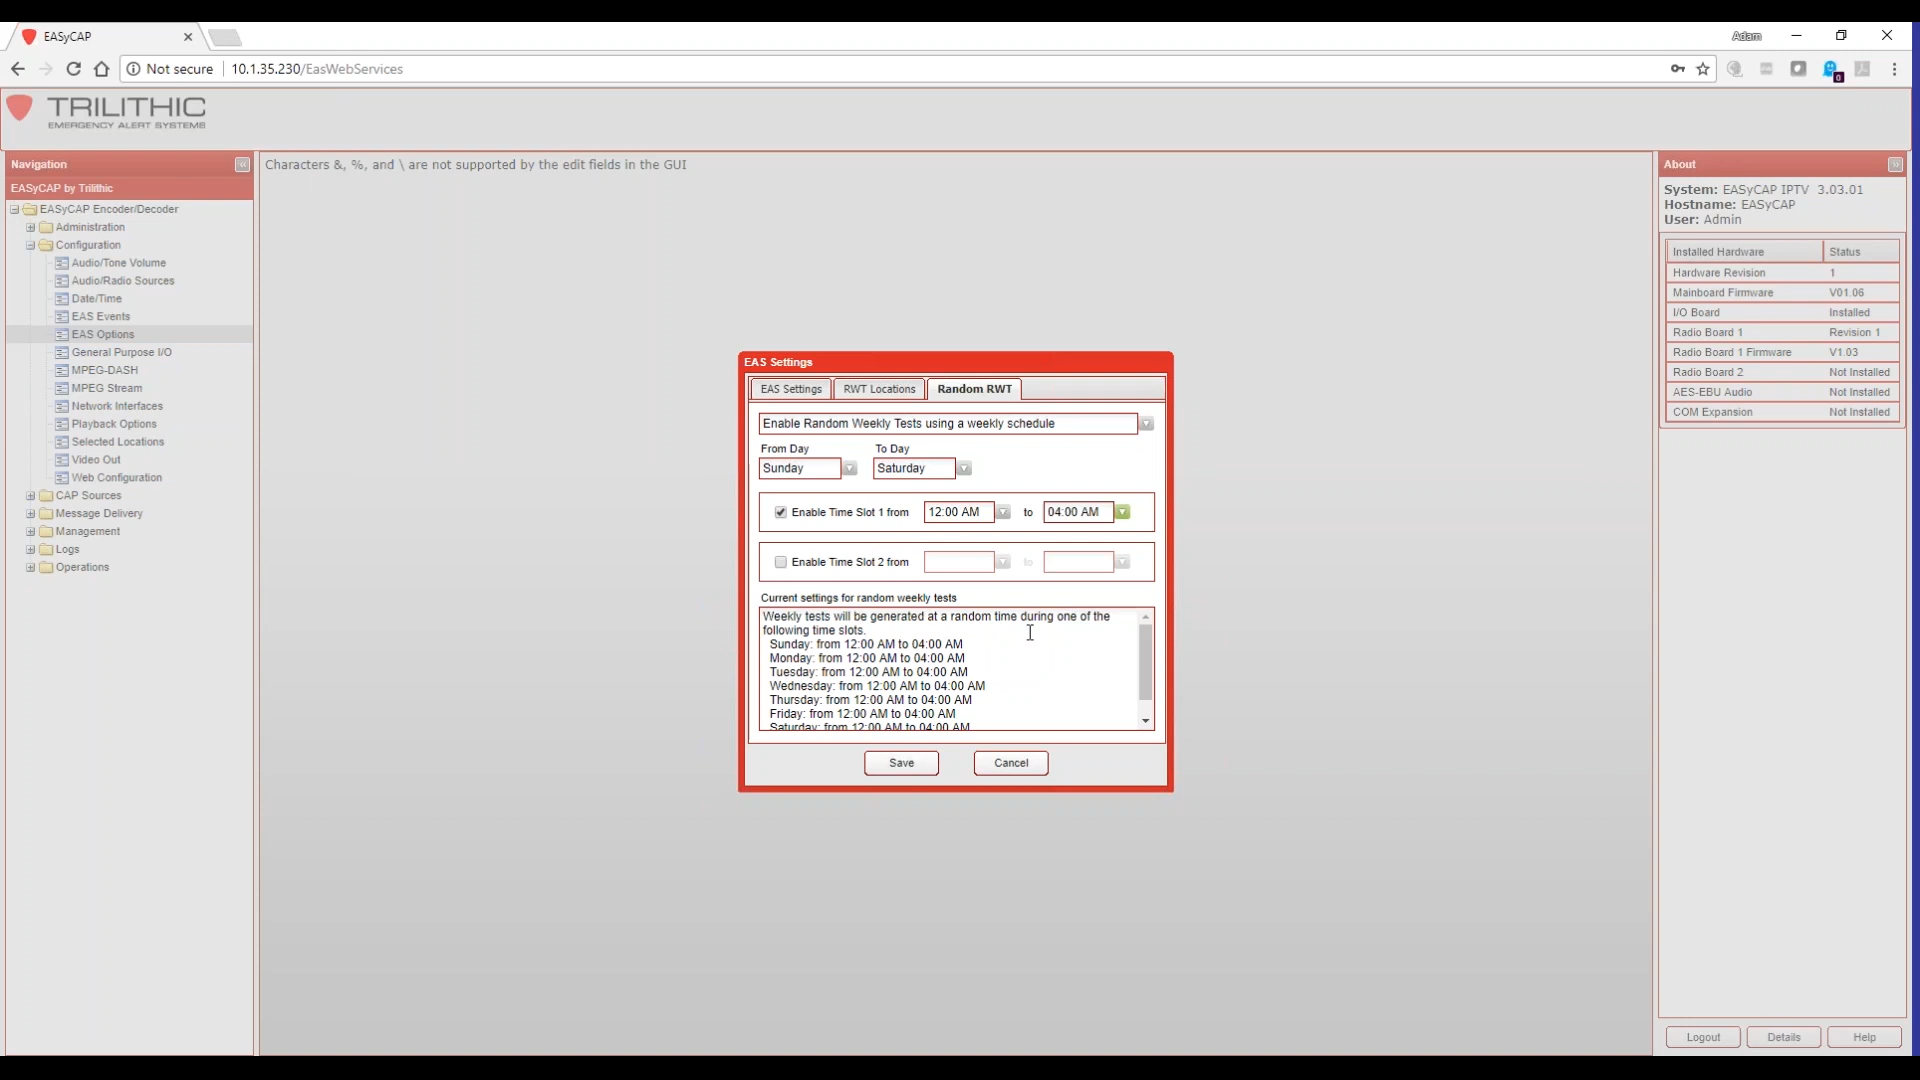 EASyCAP
Adam
Not secure
10.1.35.230/EasWebServices
0
TRILITHIC
EMERGENCY ALERT SYSTEMS
Navigation
EASyCAP by Trilithic
EASyCAP Encoder/Decoder
Administration
Configuration
Audio/Tone Volume
Audio/Radio Sources
Date/Time
EAS Events
EAS Options
General Purpose I/O
MPEG-DASH
MPEG Stream
Network Interfaces
Playback Options
Selected Locations
Video Out
Web Configuration
CAP Sources
Message Delivery
Management
Logs
Operations
Characters &, %, and \ are not supported by the edit fields in the GUI
EAS Settings
EAS Settings
RWT Locations
Random RWT
Enable Random Weekly Tests using a weekly schedule
From Day
To Day
Sunday
Saturday
Enable Time Slot 1 from 12:00 AM to 04:00 AM
Enable Time Slot 2 from to
Current settings for random weekly tests
Weekly tests will be generated at a random time during one of the
following time slots.
Sunday: from 12:00 AM to 04:00 AM
Monday: from 12:00 AM to 04:00 AM
Tuesday: from 12:00 AM to 04:00 AM
Wednesday: from 12:00 AM to 04:00 AM
Thursday: from 12:00 AM to 04:00 AM
Friday: from 12:00 AM to 04:00 AM
Saturday: from 12:00 AM to 04:00 AM
Save
Cancel
About
System: EASyCAP IPTV 3.03.01
Hostname: EASyCAP
User: Admin
Installed Hardware Status
Hardware Revision 1
Mainboard Firmware V01.06
I/O Board Installed
Radio Board 1 Revision 1
Radio Board 1 Firmware V1.03
Radio Board 2 Not Installed
AES-EBU Audio Not Installed
COM Expansion Not Installed
Logout
Details
Help